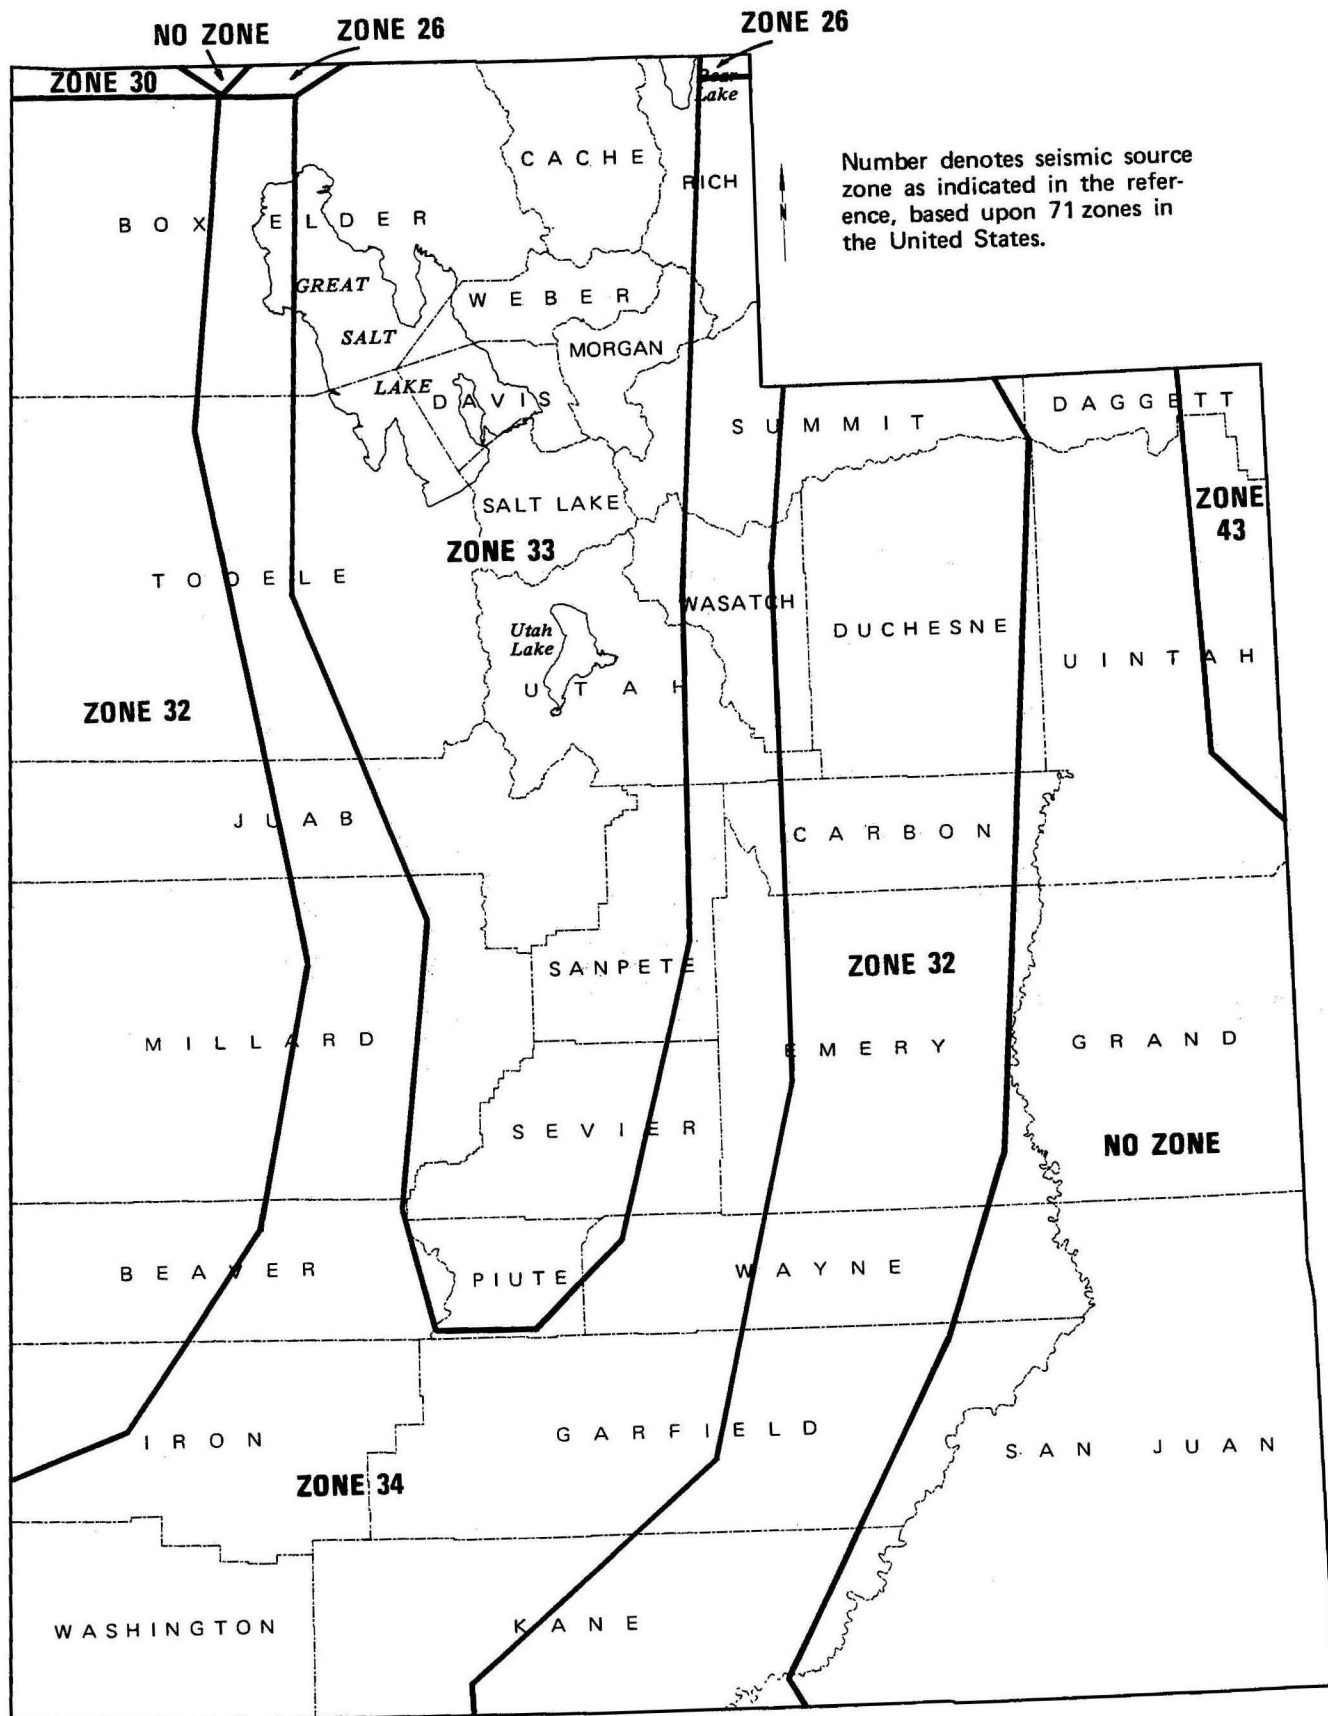 NO ZONE
ZONE 26
ZONE 26
ZONE 30
Bear
Lake
Number denotes seismic source
zone as indicated in the refer-
ence, based upon 71 zones in
the United States.
CACHE
RICH
BOX ELDER
GREAT
SALT
LAKE
WEBER
MORGAN
DAVIS
SUMMIT
DAGGETT
SALT LAKE
ZONE
43
ZONE 33
TOOELE
WASATCH
DUCHESNE
Utah
Lake
UTAH
UINTAH
ZONE 32
JUAB
CARBON
SANPETE
ZONE 32
MILLARD
EMERY
GRAND
SEVIER
NO ZONE
BEAVER
PIUTE
WAYNE
IRON
GARFIELD
SAN JUAN
ZONE 34
WASHINGTON
KANE
N